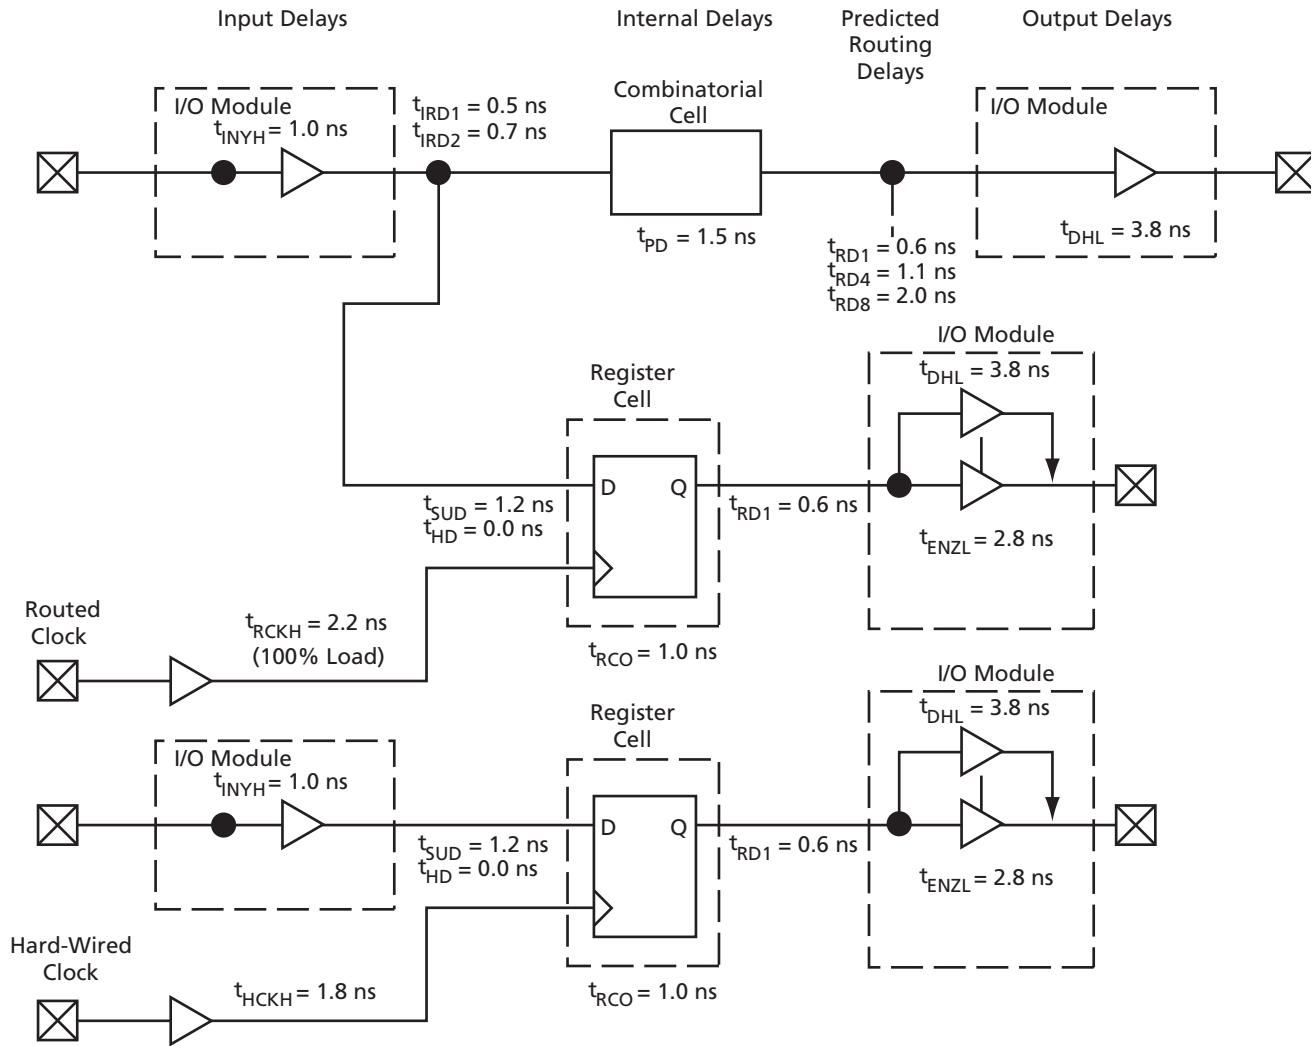 Input Delays
Internal Delays
Predicted
Routing
Delays
Output Delays
I/O Module
tINYH = 1.0 ns
tIRD1 = 0.5 ns
tIRD2 = 0.7 ns
Combinatorial
Cell
tPD = 1.5 ns
I/O Module
tDHL = 3.8 ns
tRD1 = 0.6 ns
tRD4 = 1.1 ns
tRD8 = 2.0 ns
I/O Module
tDHL = 3.8 ns
Register
Cell
D Q
tSUD = 1.2 ns
tHD = 0.0 ns
tRD1 = 0.6 ns
tENZL = 2.8 ns
Routed
Clock
tRCKH = 2.2 ns
(100% Load)
tRCO = 1.0 ns
I/O Module
tDHL = 3.8 ns
Register
Cell
I/O Module
tINYH = 1.0 ns
D Q
tSUD = 1.2 ns
tHD = 0.0 ns
tRD1 = 0.6 ns
tENZL = 2.8 ns
Hard-Wired
Clock
tHCKH = 1.8 ns
tRCO = 1.0 ns